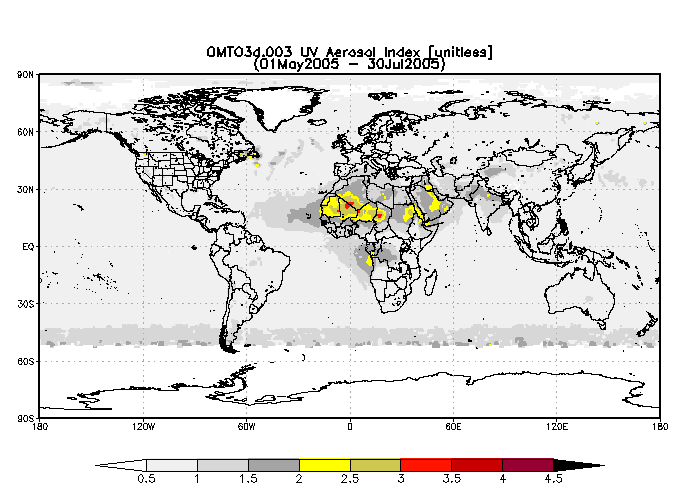 OMTO3d.003 UV Aerosol Index [unitless]
(01May2005 - 30Jul2005)
90N
60N
30N
EQ
30S
60S
90S
180 120W 60W 0 60E 120E 180
0.5 1 1.5 2 2.5 3 3.5 4 4.5